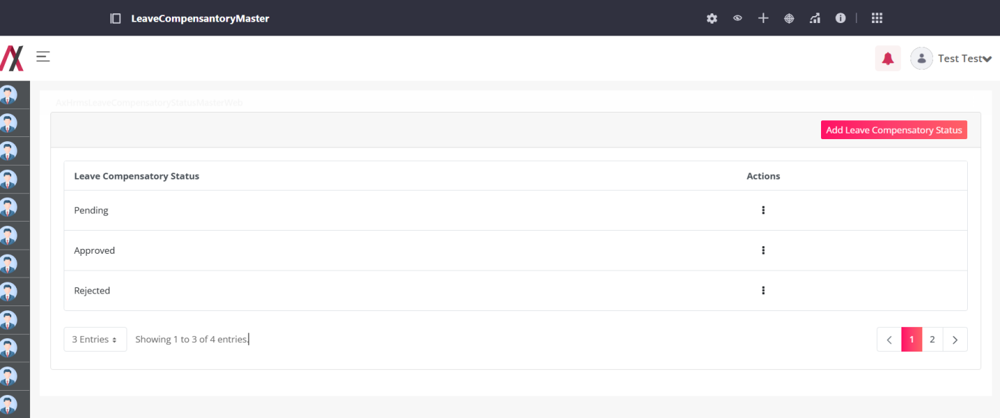 LeaveCompensantoryMaster
Test Test
AxHrmsLeaveCompensatoryStatusMasterWeb
Add Leave Compensatory Status
Leave Compensatory Status Actions
Pending
Approved
Rejected
3 Entries Showing 1 to 3 of 4 entries. 1 2